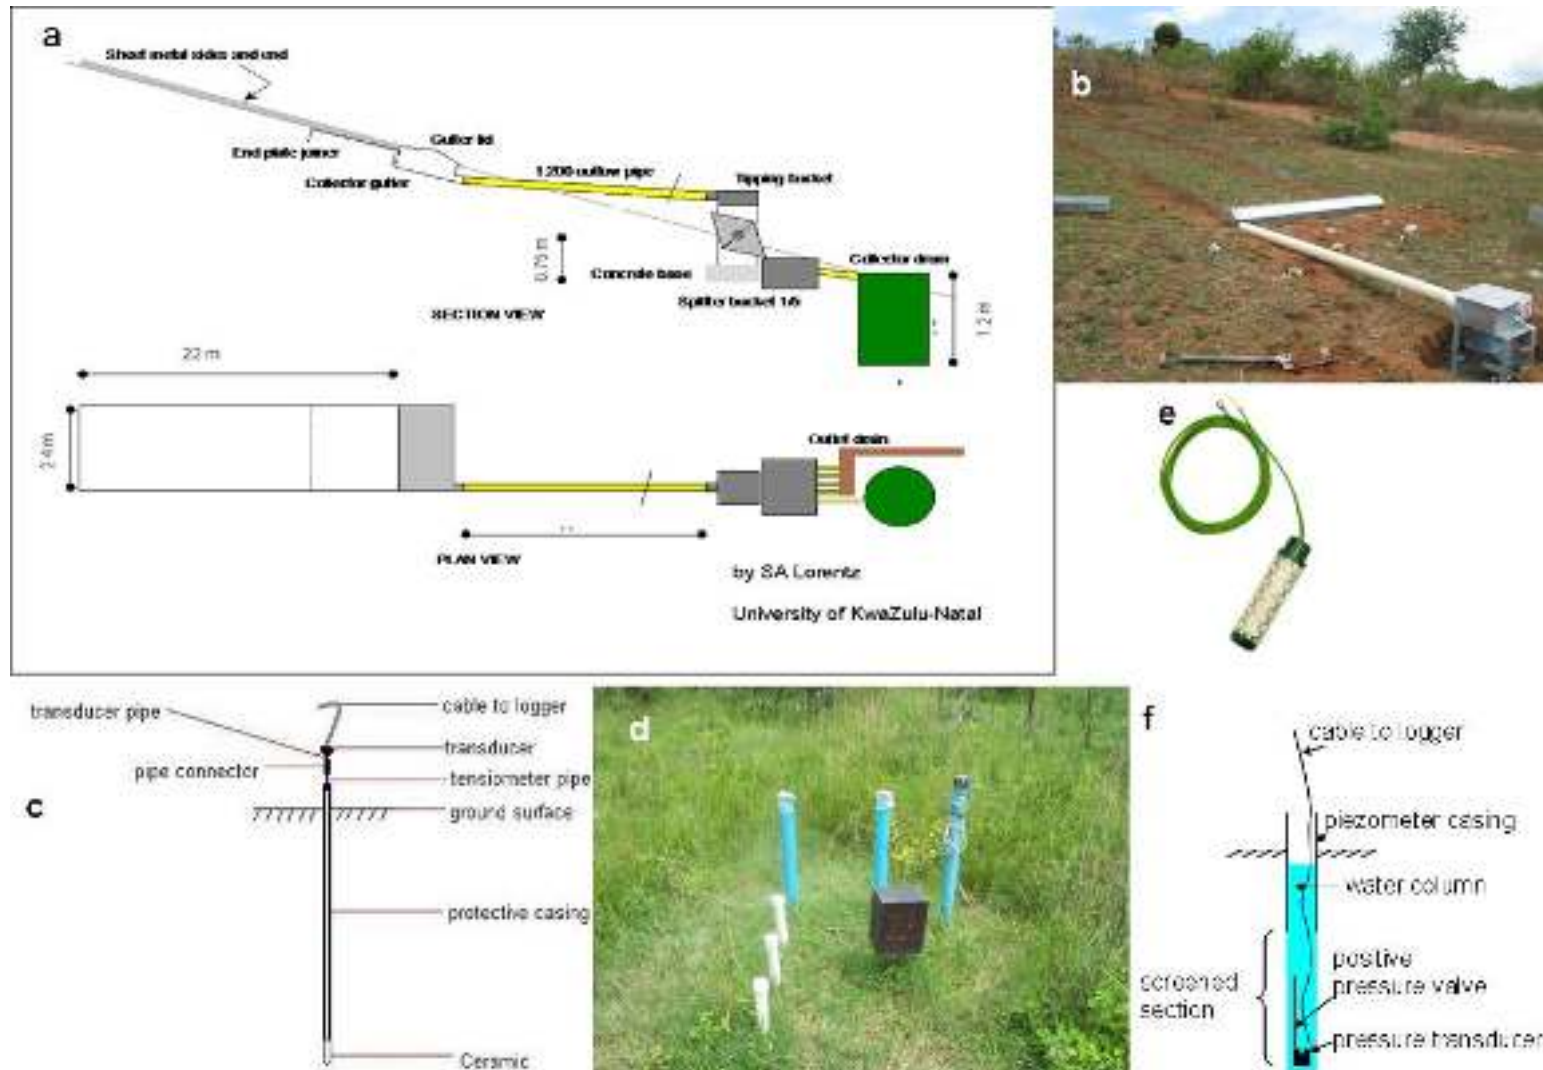 a
Sheet metal sides and end
Gutter lid
End plate joiner
Collector gutter
1:200 outflow pipe
Tipping bucket
0.75 m
Concrete base
Collector drum
Splitter bucket 1:5
SECTION VIEW
1.2 m
22 m
2.4 m
Outlet drain
PLAN VIEW
by SA Lorentz
University of KwaZulu-Natal
b
e
c
transducer pipe
cable to logger
transducer
pipe connector
tensiometer pipe
ground surface
protective casing
Ceramic
d
f
cable to logger
piezometer casing
water column
positive
pressure valve
screened
section
pressure transducer